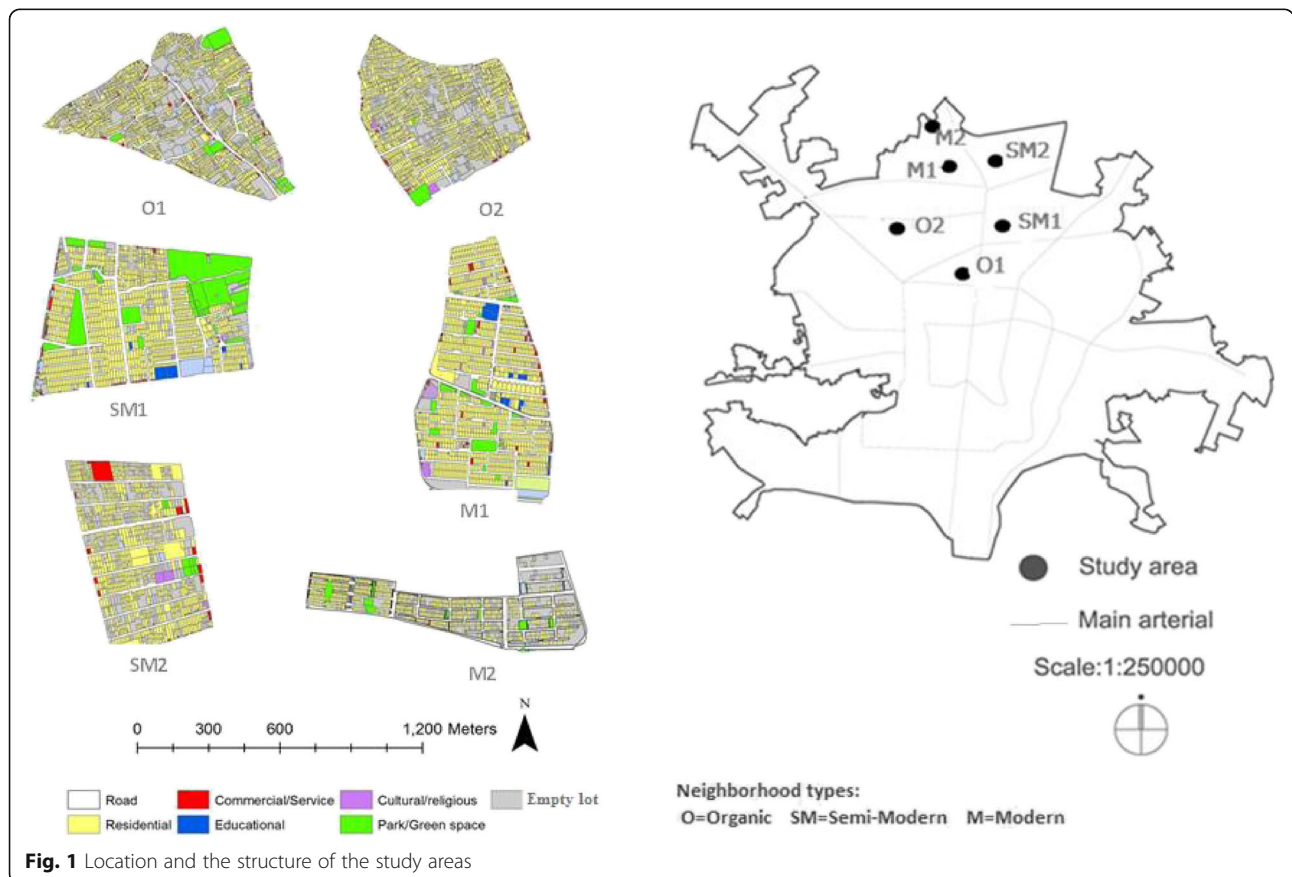 O1
O2
SM1
M1
SM2
M2
N
0 300 600 1,200 Meters
Road
Commercial/Service
Cultural/religious
Empty lot
Residential
Educational
Park/Green space
M2
M1
SM2
O2
SM1
O1
Study area
Main arterial
Scale:1:250000
Neighborhood types:
O=Organic SM=Semi-Modern M=Modern
Fig. 1 Location and the structure of the study areas